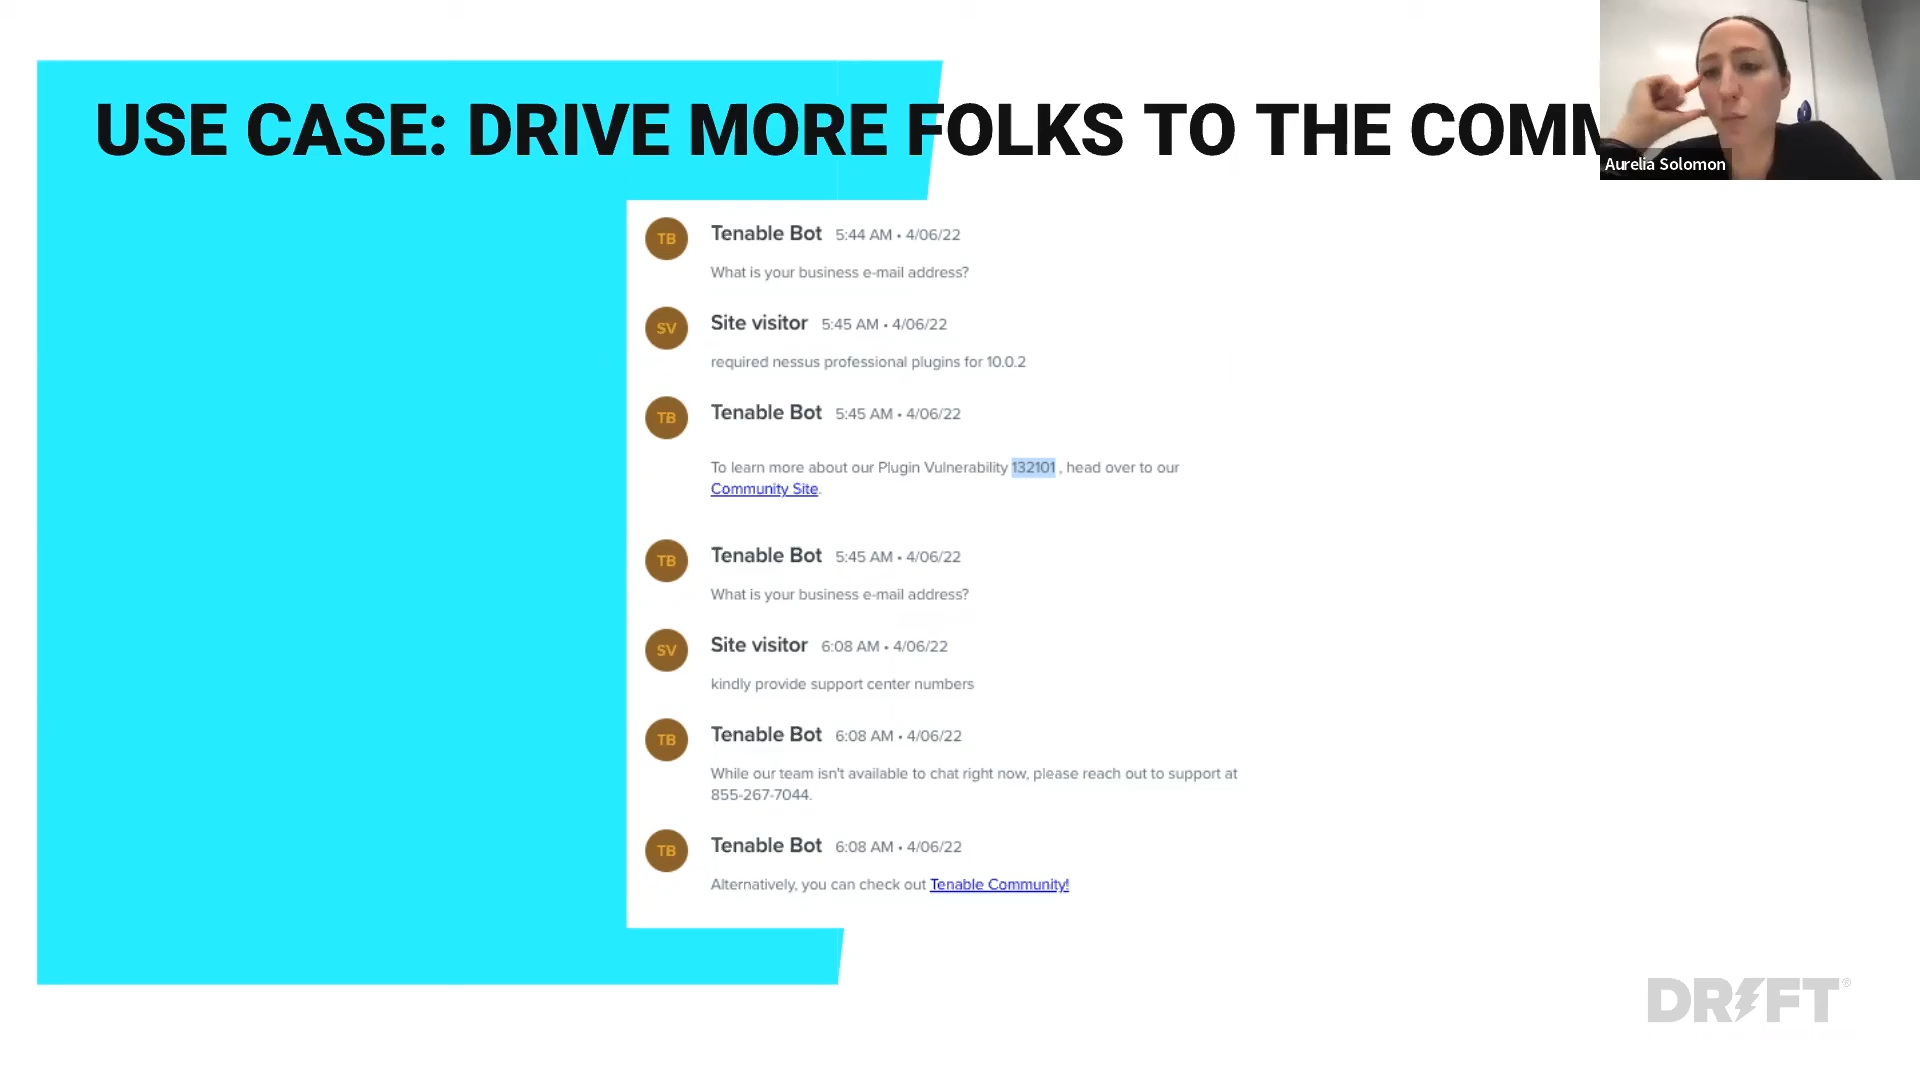 USE CASE: DRIVE MORE FOLKS TO THE COMM
Aurelia Solomon
TB Tenable Bot 5:44 AM • 4/06/22
What is your business e-mail address?
SV Site visitor 5:45 AM • 4/06/22
required nessus professional plugins for 10.0.2
TB Tenable Bot 5:45 AM • 4/06/22
To learn more about our Plugin Vulnerability 132101 , head over to our
Community Site.
TB Tenable Bot 5:45 AM • 4/06/22
What is your business e-mail address?
SV Site visitor 6:08 AM • 4/06/22
kindly provide support center numbers
TB Tenable Bot 6:08 AM • 4/06/22
While our team isn't available to chat right now, please reach out to support at
855-267-7044.
TB Tenable Bot 6:08 AM • 4/06/22
Alternatively, you can check out Tenable Community!
DRIFT®